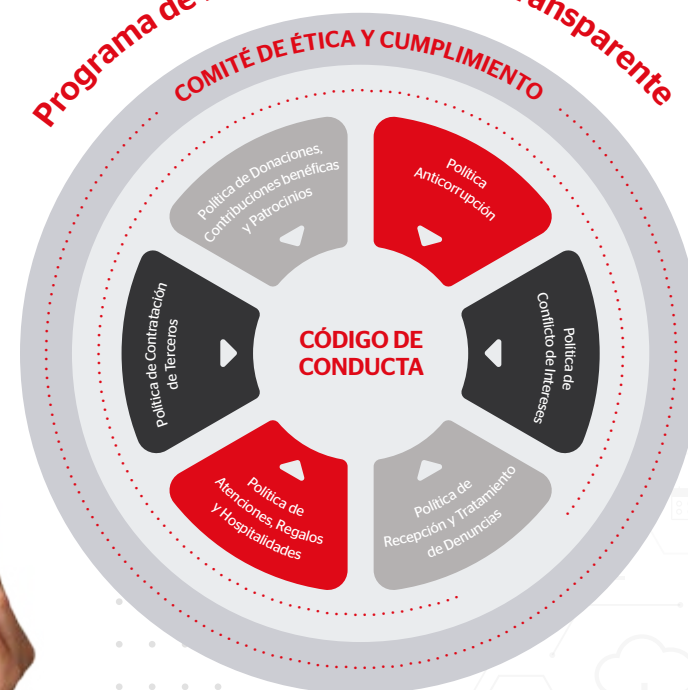 Programa de
ransparente
COMITÉ DE ÉTICA Y CUMPLIMIENTO
Política
Anticorrupción
Política de
Conflicto de Intereses
Política de
Recepción y Tratamiento
de Denuncias
Política de
Atenciones, Regalos
y Hospitalidades
Política de Contratación
de Terceros
Política de Donaciones,
Contribuciones benéficas
y Patrocinios
CÓDIGO DE
CONDUCTA